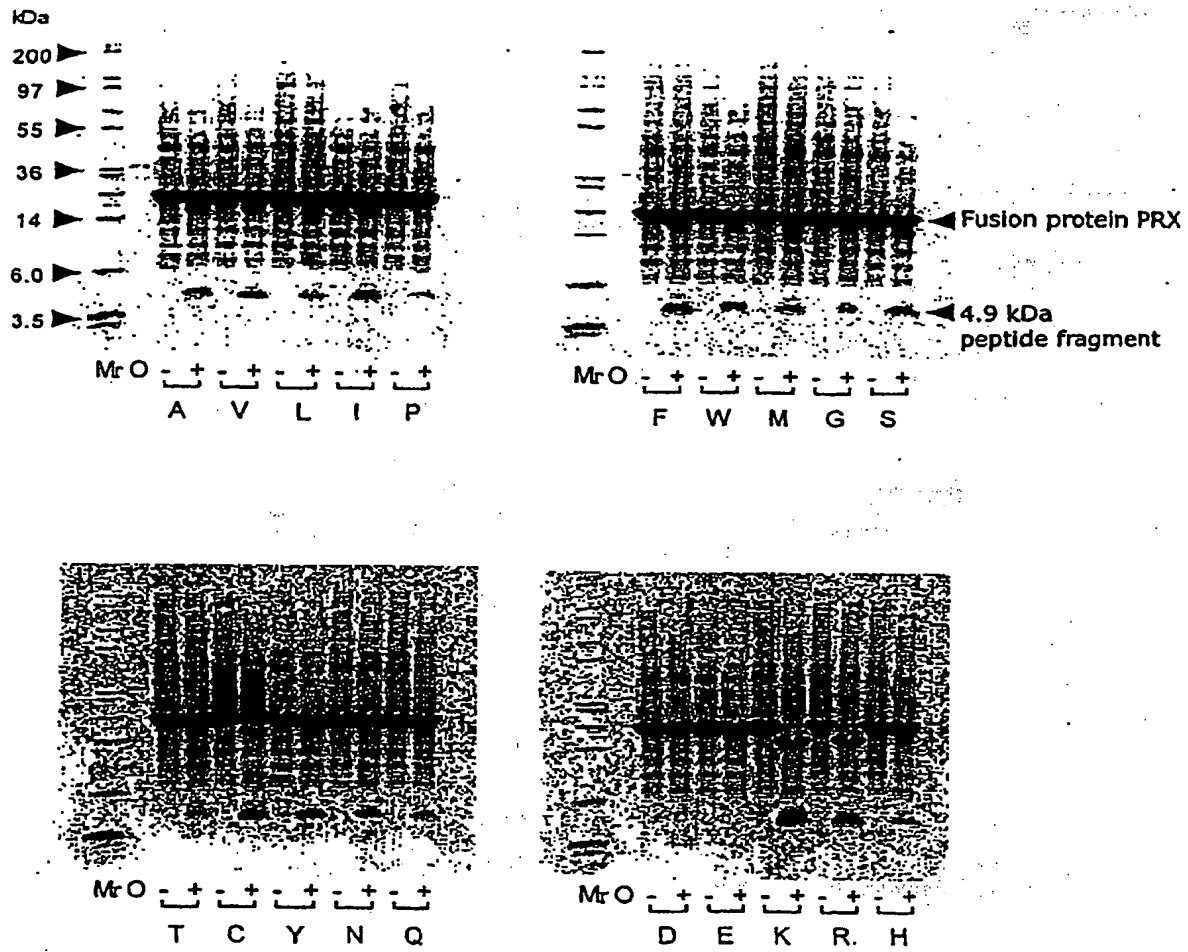 kDa
200
97
55
36
14
6.0
3.5
Fusion protein PRX
4.9 kDa
peptide fragment
Mr O - + - + - + - + - +
A V L I P
Mr O - + - + - + - + - +
F W M G S
Mr O - + - + - + - + - +
T C Y N Q
Mr O - + - + - + - + - +
D E K R. H